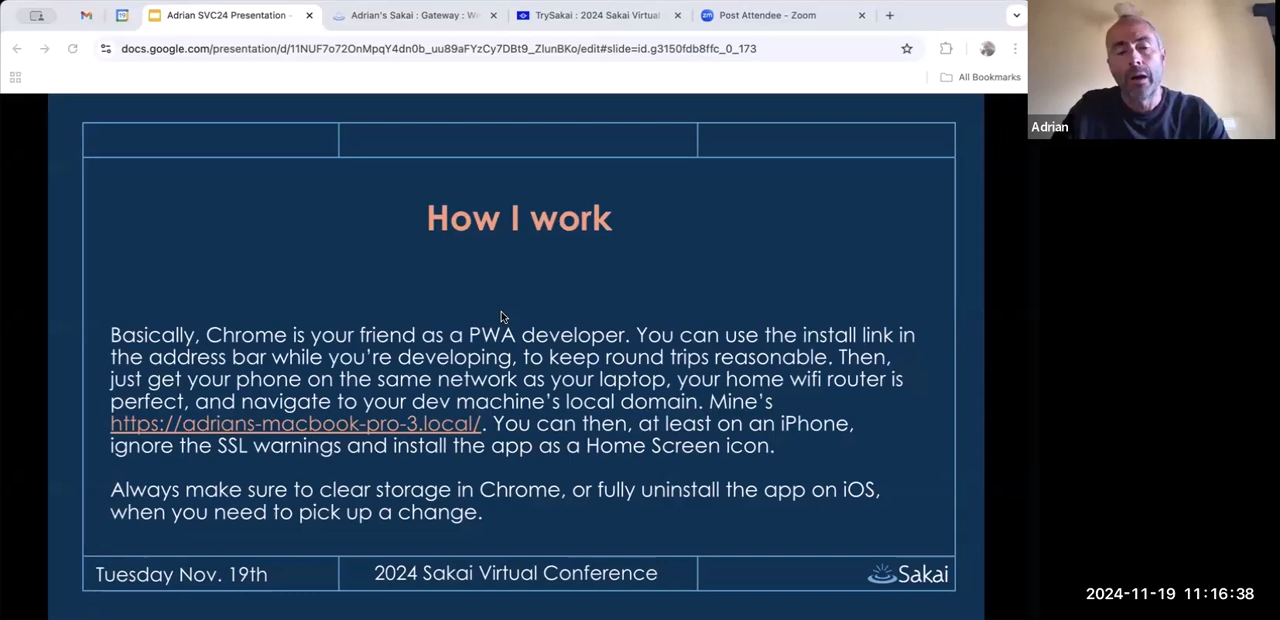 Adrian SVC24 Presentation -
Adrian's Sakai : Gateway : We
TrySakai : 2024 Sakai Virtual
Post Attendee - Zoom
docs.google.com/presentation/d/11NUF7o72OnMpqY4dn0b_uu89aFYzCy7DBt9_ZlunBKo/edit#slide=id.g3150fdb8ffc_0_173
All Bookmarks
Adrian
How I work
Basically, Chrome is your friend as a PWA developer. You can use the install link in
the address bar while you're developing, to keep round trips reasonable. Then,
just get your phone on the same network as your laptop, your home wifi router is
perfect, and navigate to your dev machine's local domain. Mine's
https://adrians-macbook-pro-3.local/. You can then, at least on an iPhone,
ignore the SSL warnings and install the app as a Home Screen icon.
Always make sure to clear storage in Chrome, or fully uninstall the app on iOS,
when you need to pick up a change.
Tuesday Nov. 19th
2024 Sakai Virtual Conference
Sakai
2024-11-19 11:16:38